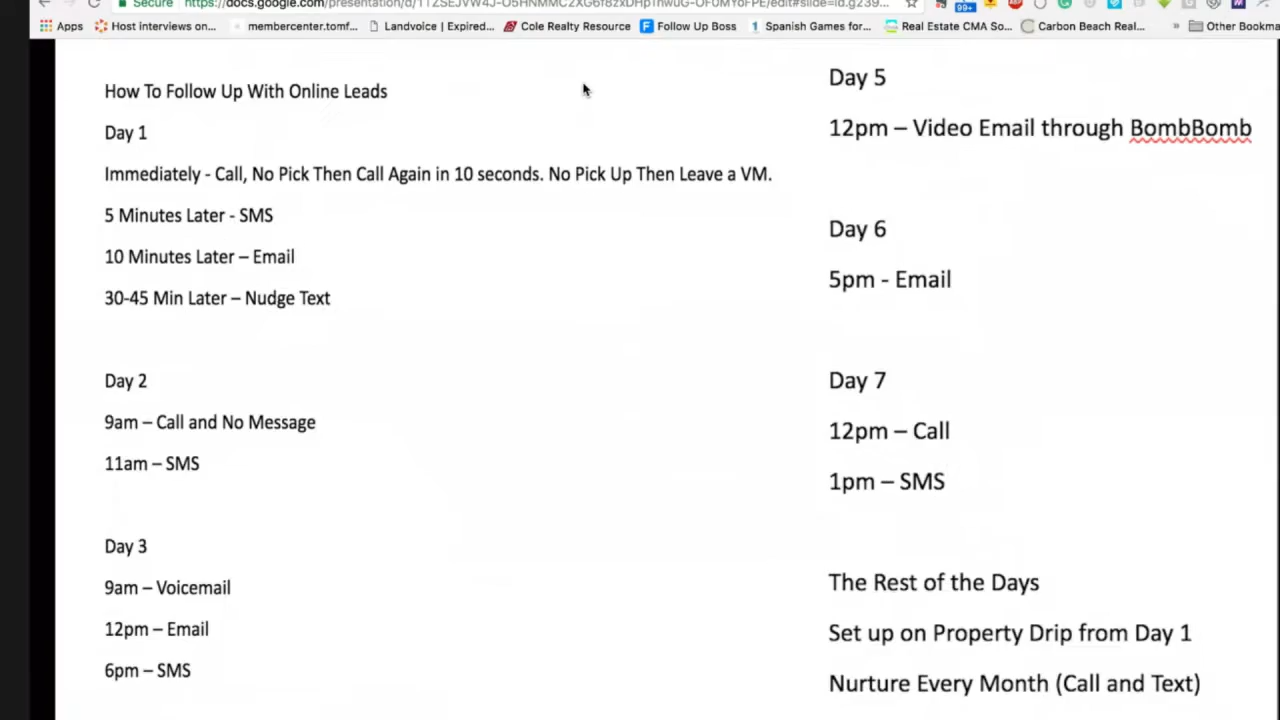 Secure
Apps
Host interviews on...
membercenter.tomf...
Landvoice | Expired...
Cole Realty Resource
Follow Up Boss
Spanish Games for...
Real Estate CMA So...
Carbon Beach Real...
»
Other Bookma
99+
How To Follow Up With Online Leads
Day 1
Immediately - Call, No Pick Then Call Again in 10 seconds. No Pick Up Then Leave a VM.
5 Minutes Later - SMS
10 Minutes Later – Email
30-45 Min Later – Nudge Text
Day 2
9am – Call and No Message
11am – SMS
Day 3
9am – Voicemail
12pm – Email
6pm – SMS
Day 5
12pm – Video Email through BombBomb
Day 6
5pm - Email
Day 7
12pm – Call
1pm – SMS
The Rest of the Days
Set up on Property Drip from Day 1
Nurture Every Month (Call and Text)